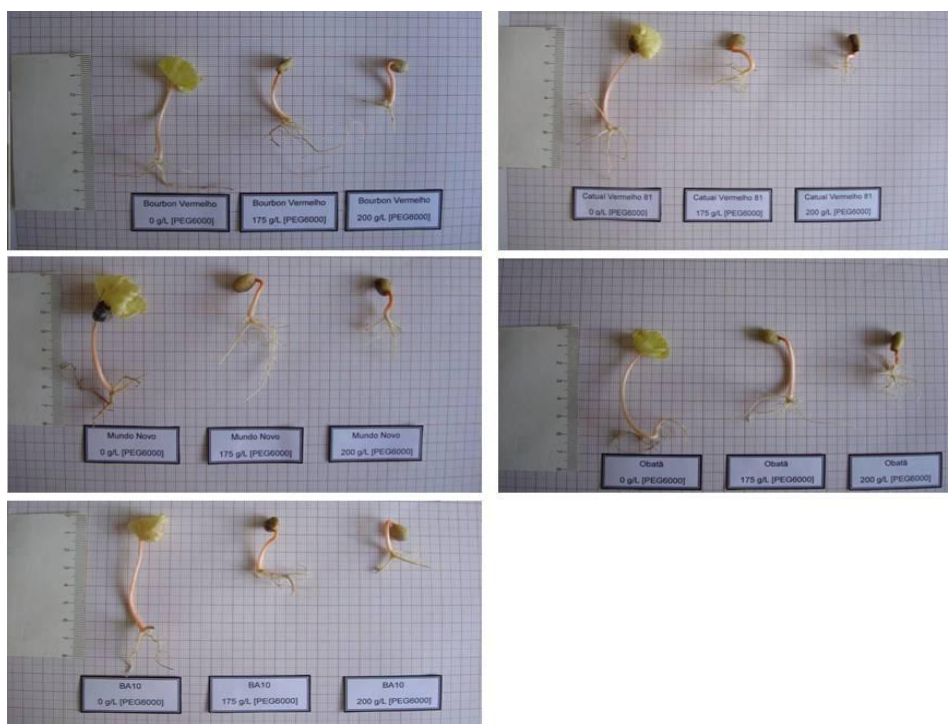 Bourbon Vermelho
0 g/L [PEG6000]
Bourbon Vermelho
175 g/L [PEG6000]
Bourbon Vermelho
200 g/L [PEG6000]
Catuaí Vermelho 81
0 g/L [PEG6000]
Catuaí Vermelho 81
175 g/L [PEG6000]
Catuaí Vermelho 81
200 g/L [PEG6000]
Mundo Novo
0 g/L [PEG6000]
Mundo Novo
175 g/L [PEG6000]
Mundo Novo
200 g/L [PEG6000]
Obatã
0 g/L [PEG6000]
Obatã
175 g/L [PEG6000]
Obatã
200 g/L [PEG6000]
BA10
0 g/L [PEG6000]
BA10
175 g/L [PEG6000]
BA10
200 g/L [PEG6000]